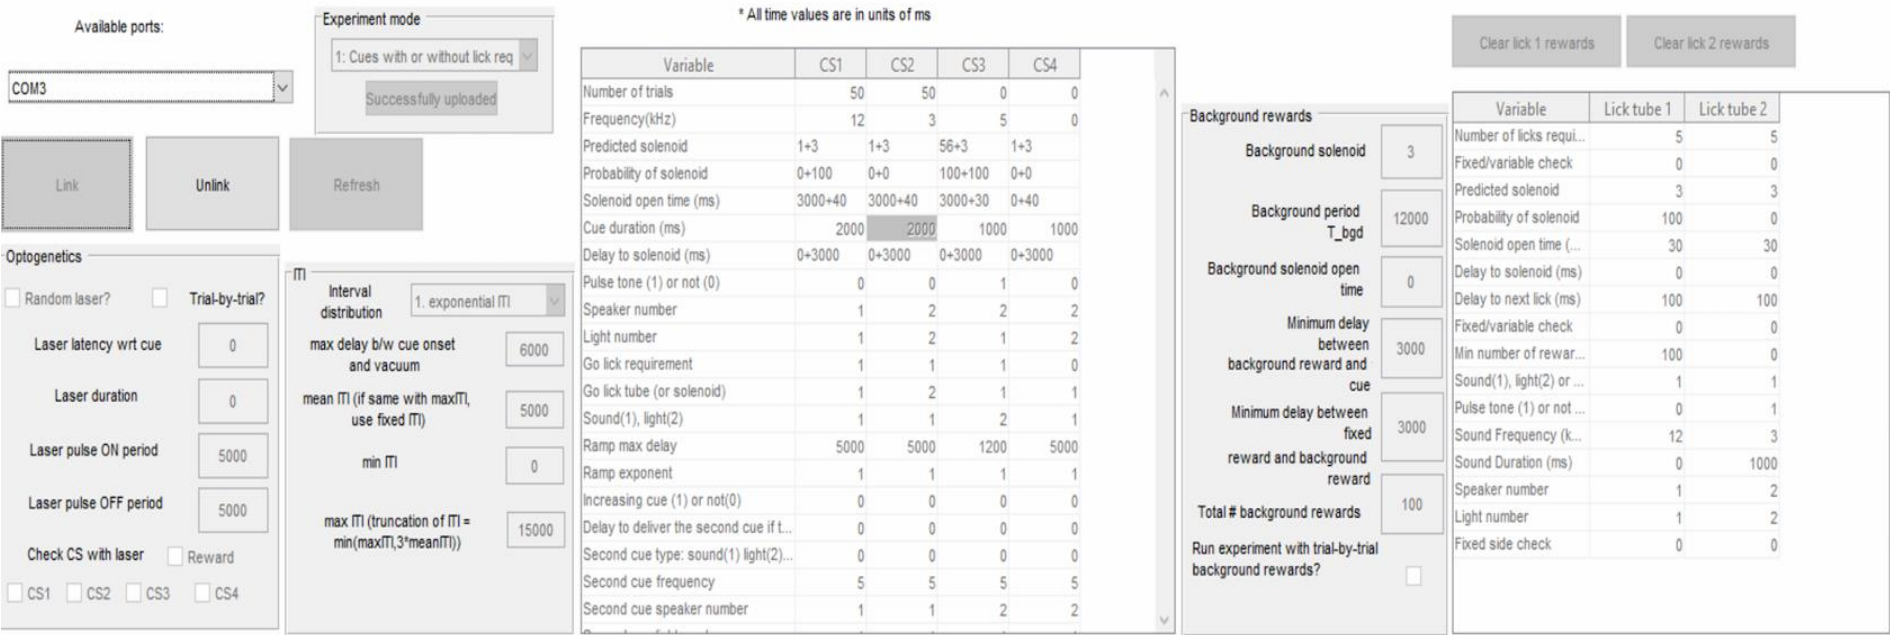 Available ports:
COM3
Link
Unlink
Refresh
Experiment mode
1: Cues with or without lick req
Successfully uploaded
Optogenetics
Random laser?
Trial-by-trial?
Laser latency wrt cue
0
Laser duration
0
Laser pulse ON period
5000
Laser pulse OFF period
5000
Check CS with laser
Reward
CS1 CS2 CS3 CS4
ITI
Interval
distribution
1. exponential ITI
max delay b/w cue onset
and vacuum
6000
mean ITI (if same with maxITI,
use fixed ITI)
5000
min ITI
0
max ITI (truncation of ITI =
min(maxITI,3*meanITI))
15000
* All time values are in units of ms
Variable CS1 CS2 CS3 CS4
Number of trials 50 50 0 0
Frequency(kHz) 12 3 5 0
Predicted solenoid 1+3 1+3 56+3 1+3
Probability of solenoid 0+100 0+0 100+100 0+0
Solenoid open time (ms) 3000+40 3000+40 3000+30 0+40
Cue duration (ms) 2000 2000 1000 1000
Delay to solenoid (ms) 0+3000 0+3000 0+3000 0+3000
Pulse tone (1) or not (0) 0 0 1 0
Speaker number 1 2 2 2
Light number 1 2 1 2
Go lick requirement 1 1 1 0
Go lick tube (or solenoid) 1 2 1 1
Sound(1), light(2) 1 1 2 1
Ramp max delay 5000 5000 1200 5000
Ramp exponent 1 1 1 1
Increasing cue (1) or not(0) 0 0 0 0
Delay to deliver the second cue if t... 0 0 0 0
Second cue type: sound(1) light(2)... 0 0 0 0
Second cue frequency 5 5 5 5
Second cue speaker number 1 1 2 2
Background rewards
Background solenoid
3
Background period
T_bgd
12000
Background solenoid open
time
0
Minimum delay
between
background reward and
cue
3000
Minimum delay between
fixed
reward and background
reward
3000
Total # background rewards
100
Run experiment with trial-by-trial
background rewards?
Clear lick 1 rewards
Clear lick 2 rewards
Variable Lick tube 1 Lick tube 2
Number of licks requi... 5 5
Fixed/variable check 0 0
Predicted solenoid 3 3
Probability of solenoid 100 0
Solenoid open time (... 30 30
Delay to solenoid (ms) 0 0
Delay to next lick (ms) 100 100
Fixed/variable check 0 0
Min number of rewar... 100 0
Sound(1), light(2) or ... 1 1
Pulse tone (1) or not ... 0 1
Sound Frequency (k... 12 3
Sound Duration (ms) 0 1000
Speaker number 1 2
Light number 1 2
Fixed side check 0 0